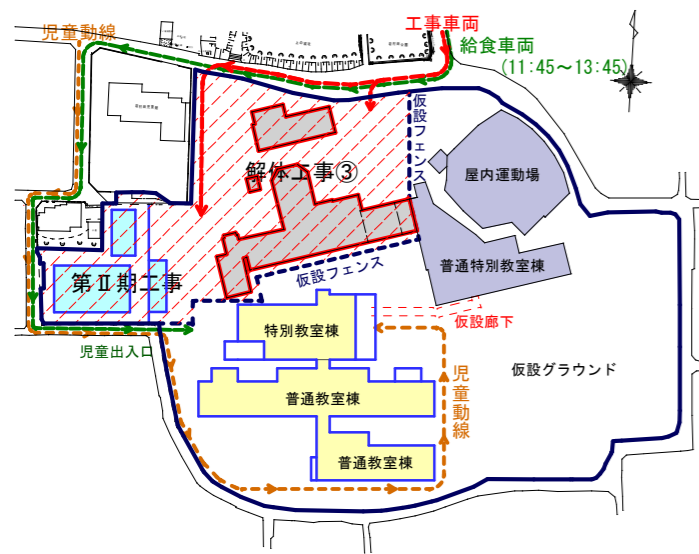 児童動線
工事車両
給食車両
(11:45～13:45)
仮設フェンス
解体工事③
屋内運動場
普通特別教室棟
第Ⅱ期工事
仮設フェンス
仮設廊下
特別教室棟
児童出入口
仮設グラウンド
児童動線
普通教室棟
普通教室棟